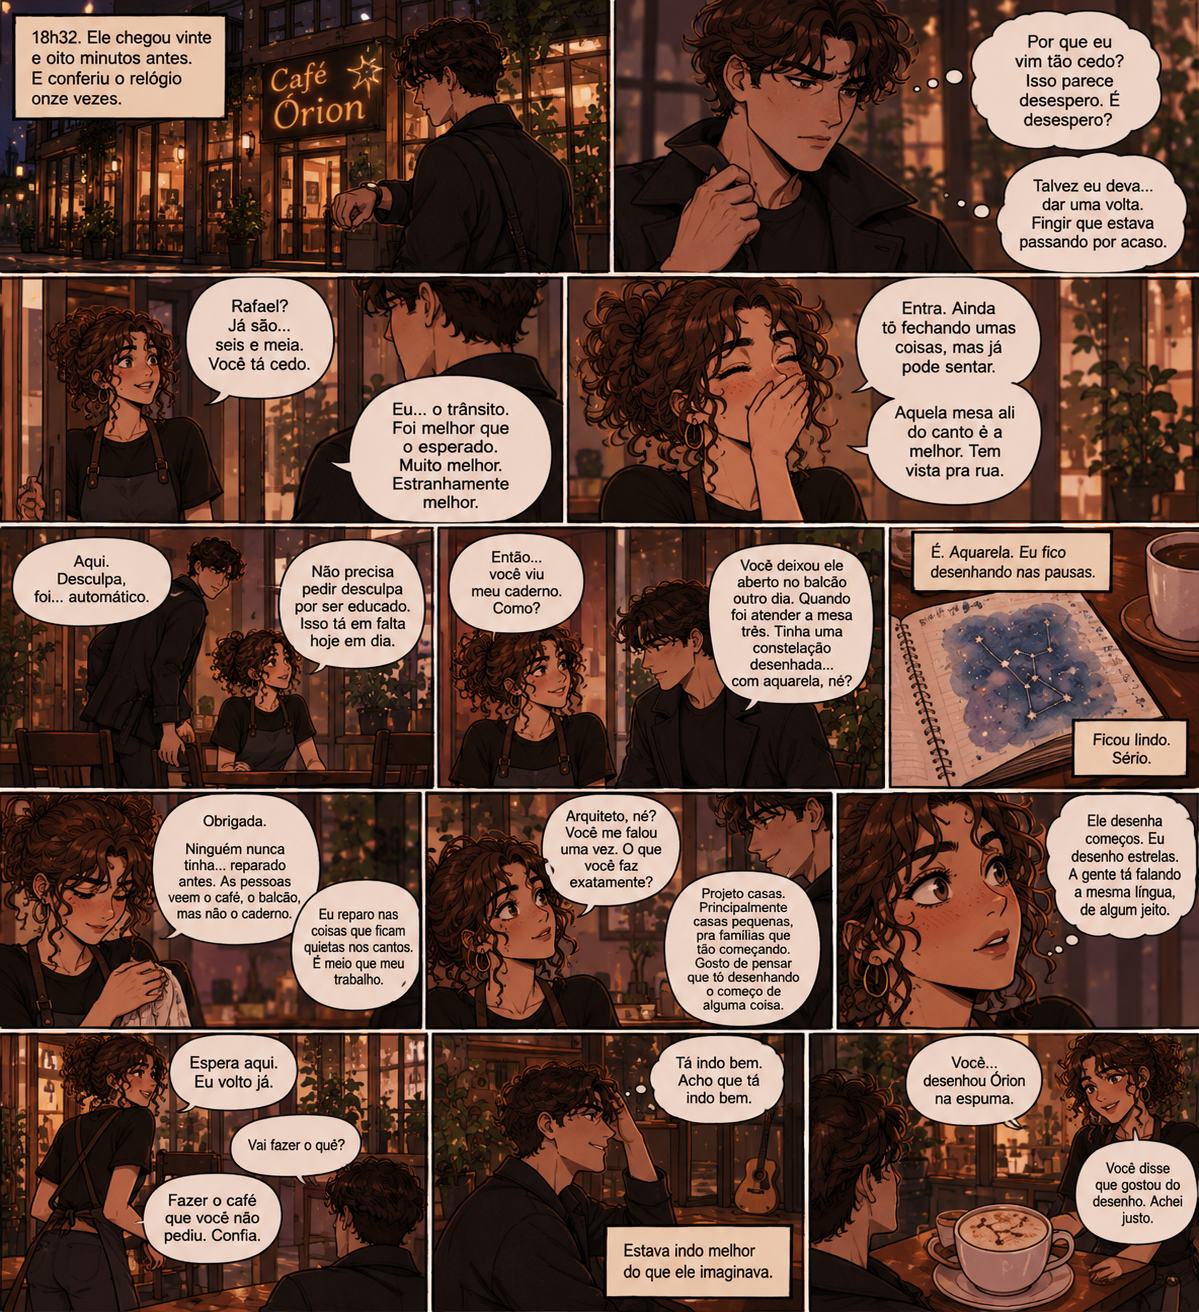 18h32. Ele chegou vinte
e oito minutos antes.
E conferiu o relógio
onze vezes.
Café
Órion
Por que eu
vim tão cedo?
Isso parece
desespero. É
desespero?
Talvez eu deva...
dar uma volta.
Fingir que estava
passando por acaso.
Rafael?
Já são...
seis e meia.
Você tá cedo.
Eu... o trânsito.
Foi melhor que
o esperado.
Muito melhor.
Estranhamente
melhor.
Entra. Ainda
tô fechando umas
coisas, mas já
pode sentar.
Aquela mesa ali
do canto é a
melhor. Tem
vista pra rua.
Aqui.
Desculpa,
foi... automático.
Não precisa
pedir desculpa
por ser educado.
Isso tá em falta
hoje em dia.
Então...
você viu
meu caderno.
Como?
Você deixou ele
aberto no balcão
outro dia. Quando
foi atender a mesa
três. Tinha uma
constelação
desenhada...
com aquarela, né?
É. Aquarela. Eu fico
desenhando nas pausas.
Ficou lindo.
Sério.
Obrigada.
Ninguém nunca
tinha... reparado
antes. As pessoas
veem o café, o balcão,
mas não o caderno.
Eu reparo nas
coisas que ficam
quietas nos cantos.
É meio que meu
trabalho.
Arquiteto, né?
Você me falou
uma vez. O que
você faz
exatamente?
Projeto casas.
Principalmente
casas pequenas,
pra famílias que
tão começando.
Gosto de pensar
que tô desenhando
o começo de
alguma coisa.
Ele desenha
começos. Eu
desenho estrelas.
A gente tá falando
a mesma língua,
de algum jeito.
Espera aqui.
Eu volto já.
Vai fazer o quê?
Fazer o café
que você não
pediu. Confia.
Tá indo bem.
Acho que tá
indo bem.
Estava indo melhor
do que ele imaginava.
Você...
desenhou Órion
na espuma.
Você disse
que gostou do
desenho. Achei
justo.